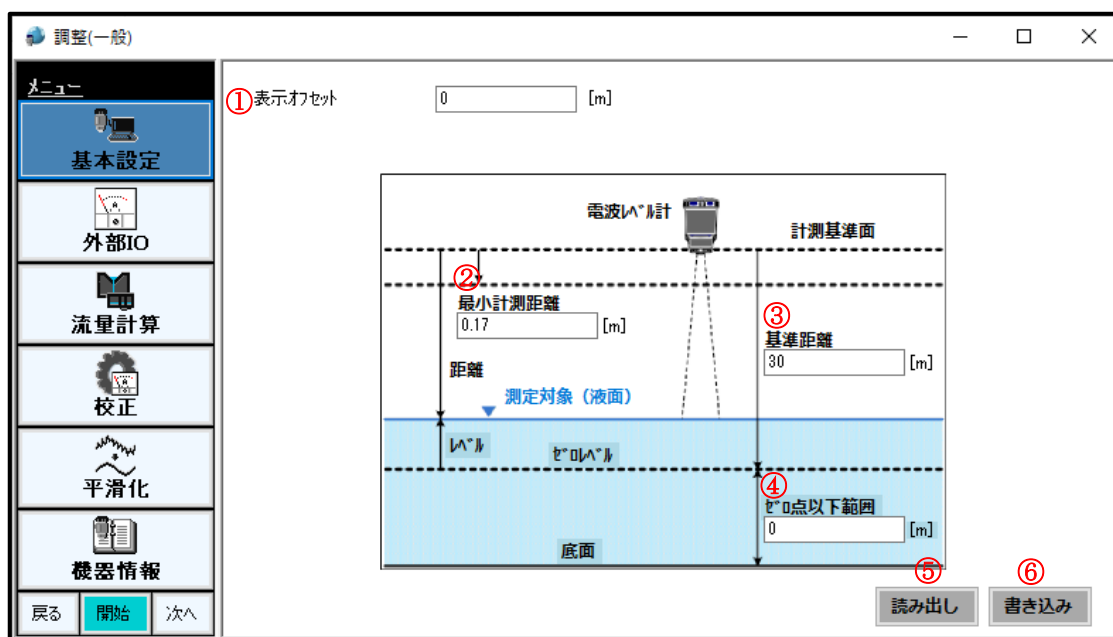 調整(一般)
メニュー
基本設定
外部IO
流量計算
校正
平滑化
機器情報
戻る 開始 次へ
①表示オフセット 0 [m]
電波レベル計
計測基準面
②
最小計測距離
0.17 [m]
③
基準距離
30 [m]
距離
測定対象（液面）
レベル
ゼロレベル
④
ゼロ点以下範囲
0 [m]
底面
⑤ ⑥
読み出し 書き込み